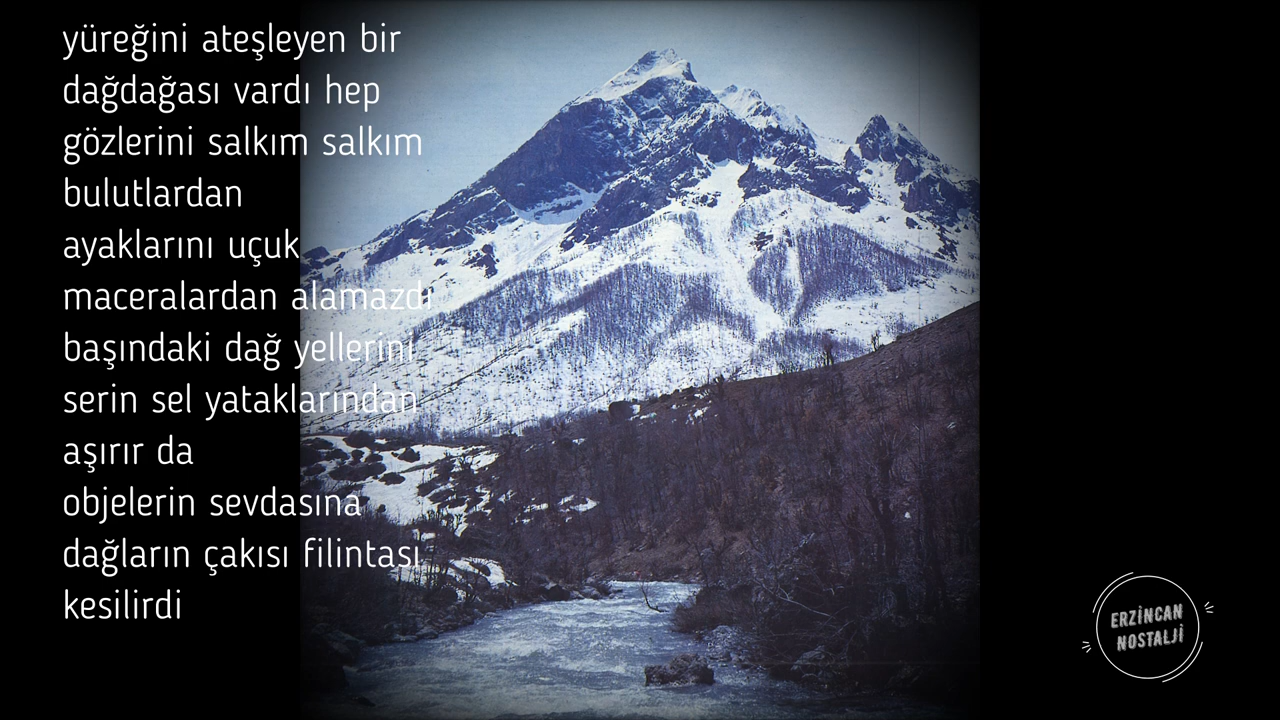 yüreğini ateşleyen bir
dağdağası vardı hep
gözlerini salkım salkım
bulutlardan
ayaklarını uçuk
maceralardan alamazdı
başındaki dağ yellerini
serin sel yataklarından
aşırır da
objelerin sevdasına
dağların çakısı filintası
kesilirdi
ERZİNCAN
NOSTALJİ